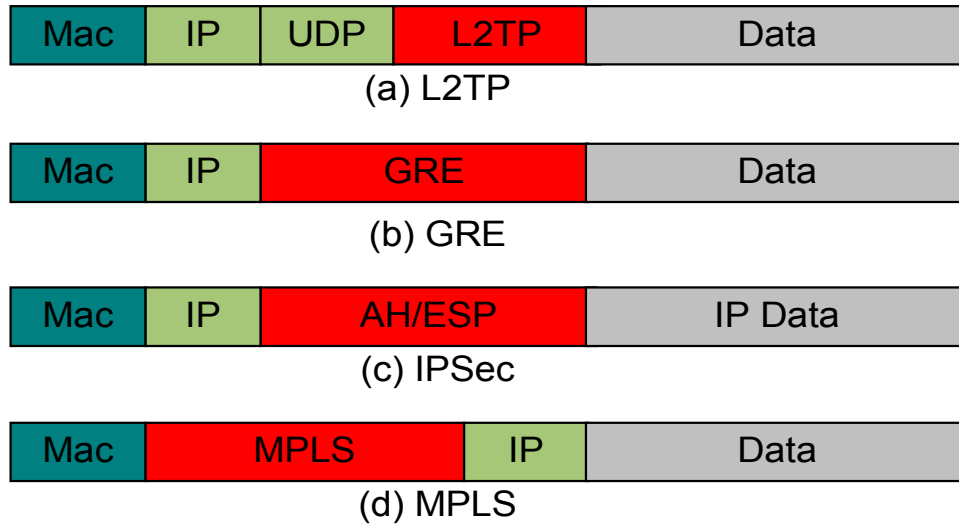 Mac IP UDP L2TP Data
(a) L2TP
Mac IP GRE Data
(b) GRE
Mac IP AH/ESP IP Data
(c) IPSec
Mac MPLS IP Data
(d) MPLS